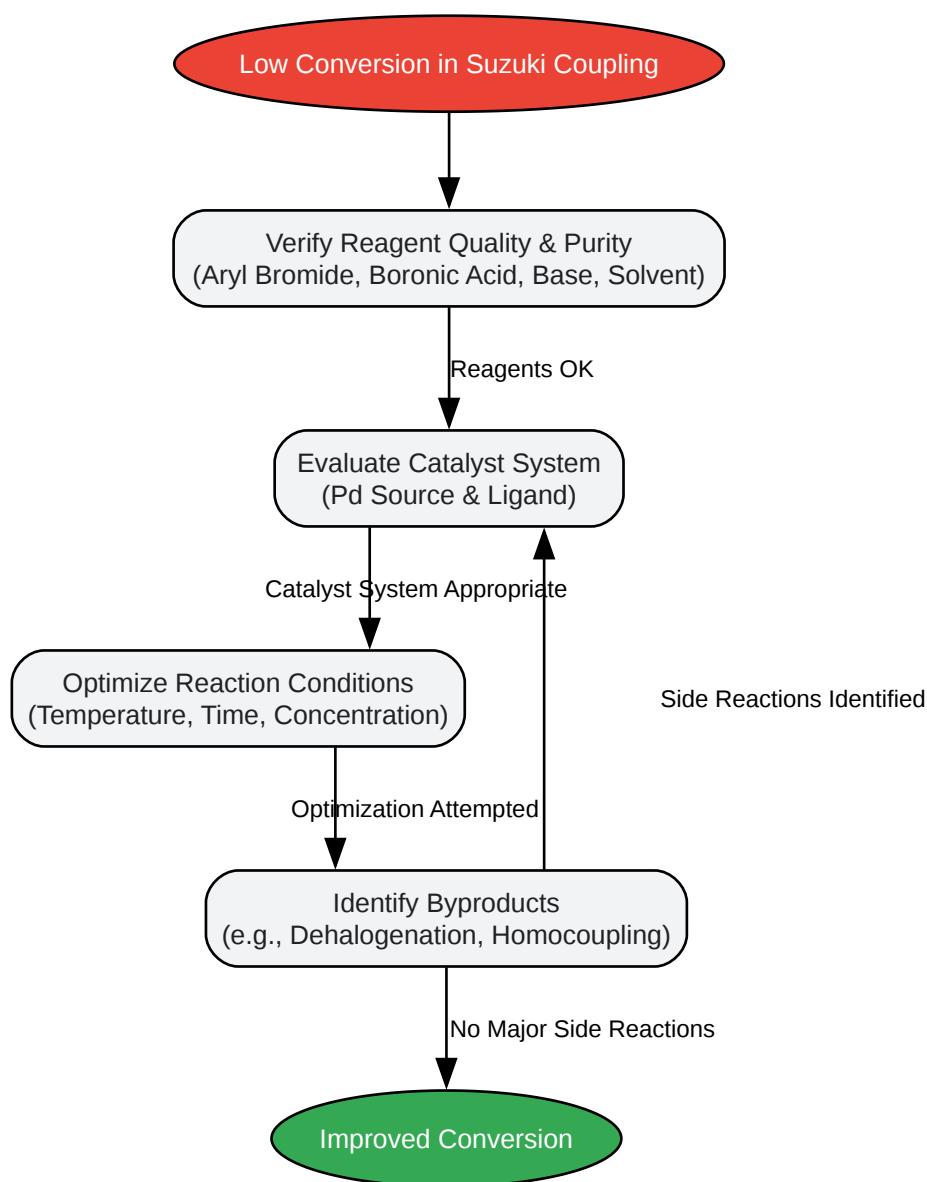 Low Conversion in Suzuki Coupling
Verify Reagent Quality & Purity
(Aryl Bromide, Boronic Acid, Base, Solvent)
Reagents OK
Evaluate Catalyst System
(Pd Source & Ligand)
Catalyst System Appropriate
Optimize Reaction Conditions
(Temperature, Time, Concentration)
Side Reactions Identified
Optimization Attempted
Identify Byproducts
(e.g., Dehalogenation, Homocoupling)
No Major Side Reactions
Improved Conversion